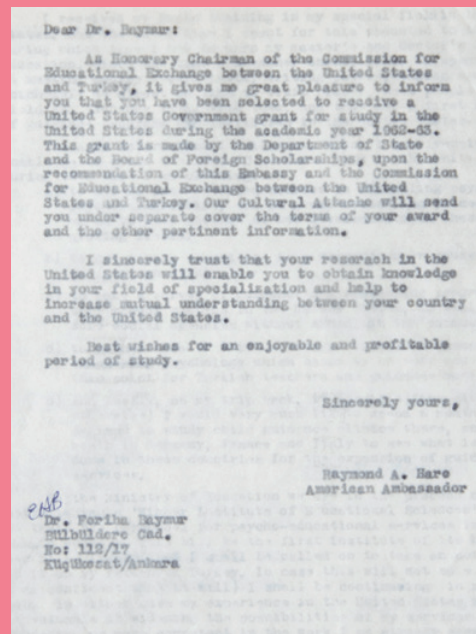 Dear Dr. Baymur:
As Honorary Chairman of the Commission for
Educational Exchange between the United States
and Turkey, it gives me great pleasure to inform
you that you have been selected to receive a
United States Government grant for study in the
United States during the academic year 1962-63.
This grant is made by the Department of State
and the Board of Foreign Scholarships, upon the
recommendation of this Embassy and the Commission
for Educational Exchange between the United
States and Turkey. Our Cultural Attache will send
you under separate cover the terms of your award
and the other pertinent information.
I sincerely trust that your resorach in the
United States will enable you to obtain knowledge
in your field of specialization and help to
increase mutual understanding between your country
and the United States.
Best wishes for an enjoyable and profitable
period of study.
Sincerely yours,
Raymond A. Hare
American Ambassador
Dr. Feriha Baymur
Bülbüldere Cad.
No: 112/17
Küçükesat/Ankara